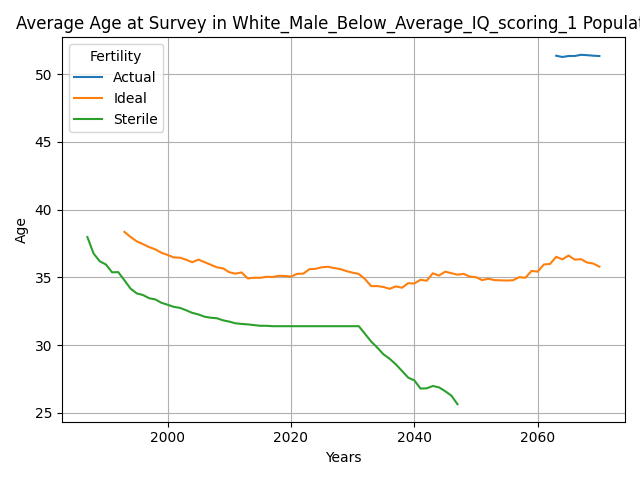 Average Age at Survey in White_Male_Below_Average_IQ_scoring_1 Populat
Fertility
Actual
Ideal
Sterile
50
45
40
35
30
25
Age
2000
2020
2040
2060
Years